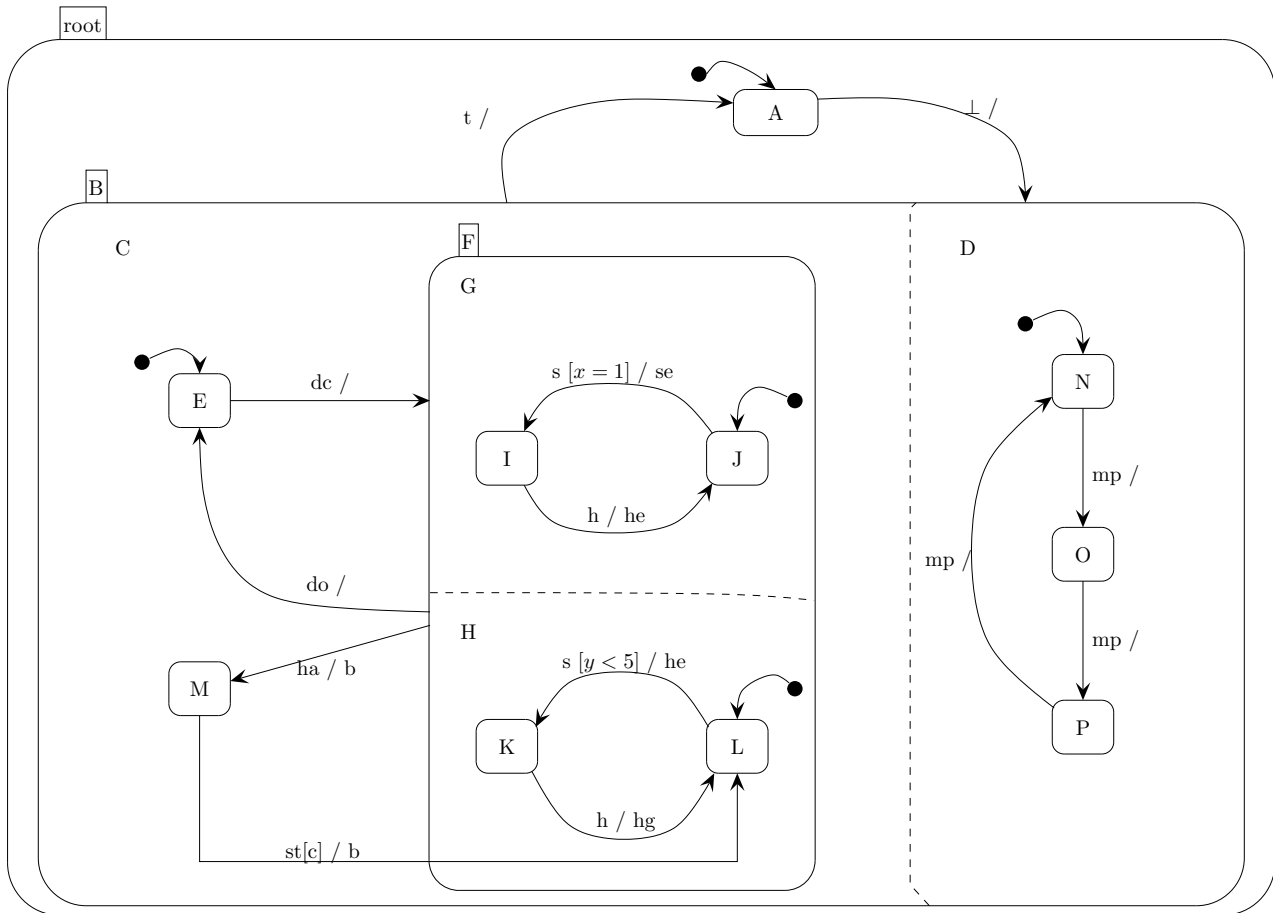 root
A
t /
⊥ /
B
C
F
D
G
E
dc /
s [x = 1] / se
N
I
J
h / he
mp /
O
mp /
do /
H
mp /
M
ha / b
s [y < 5] / he
K
L
P
h / hg
st[c] / b